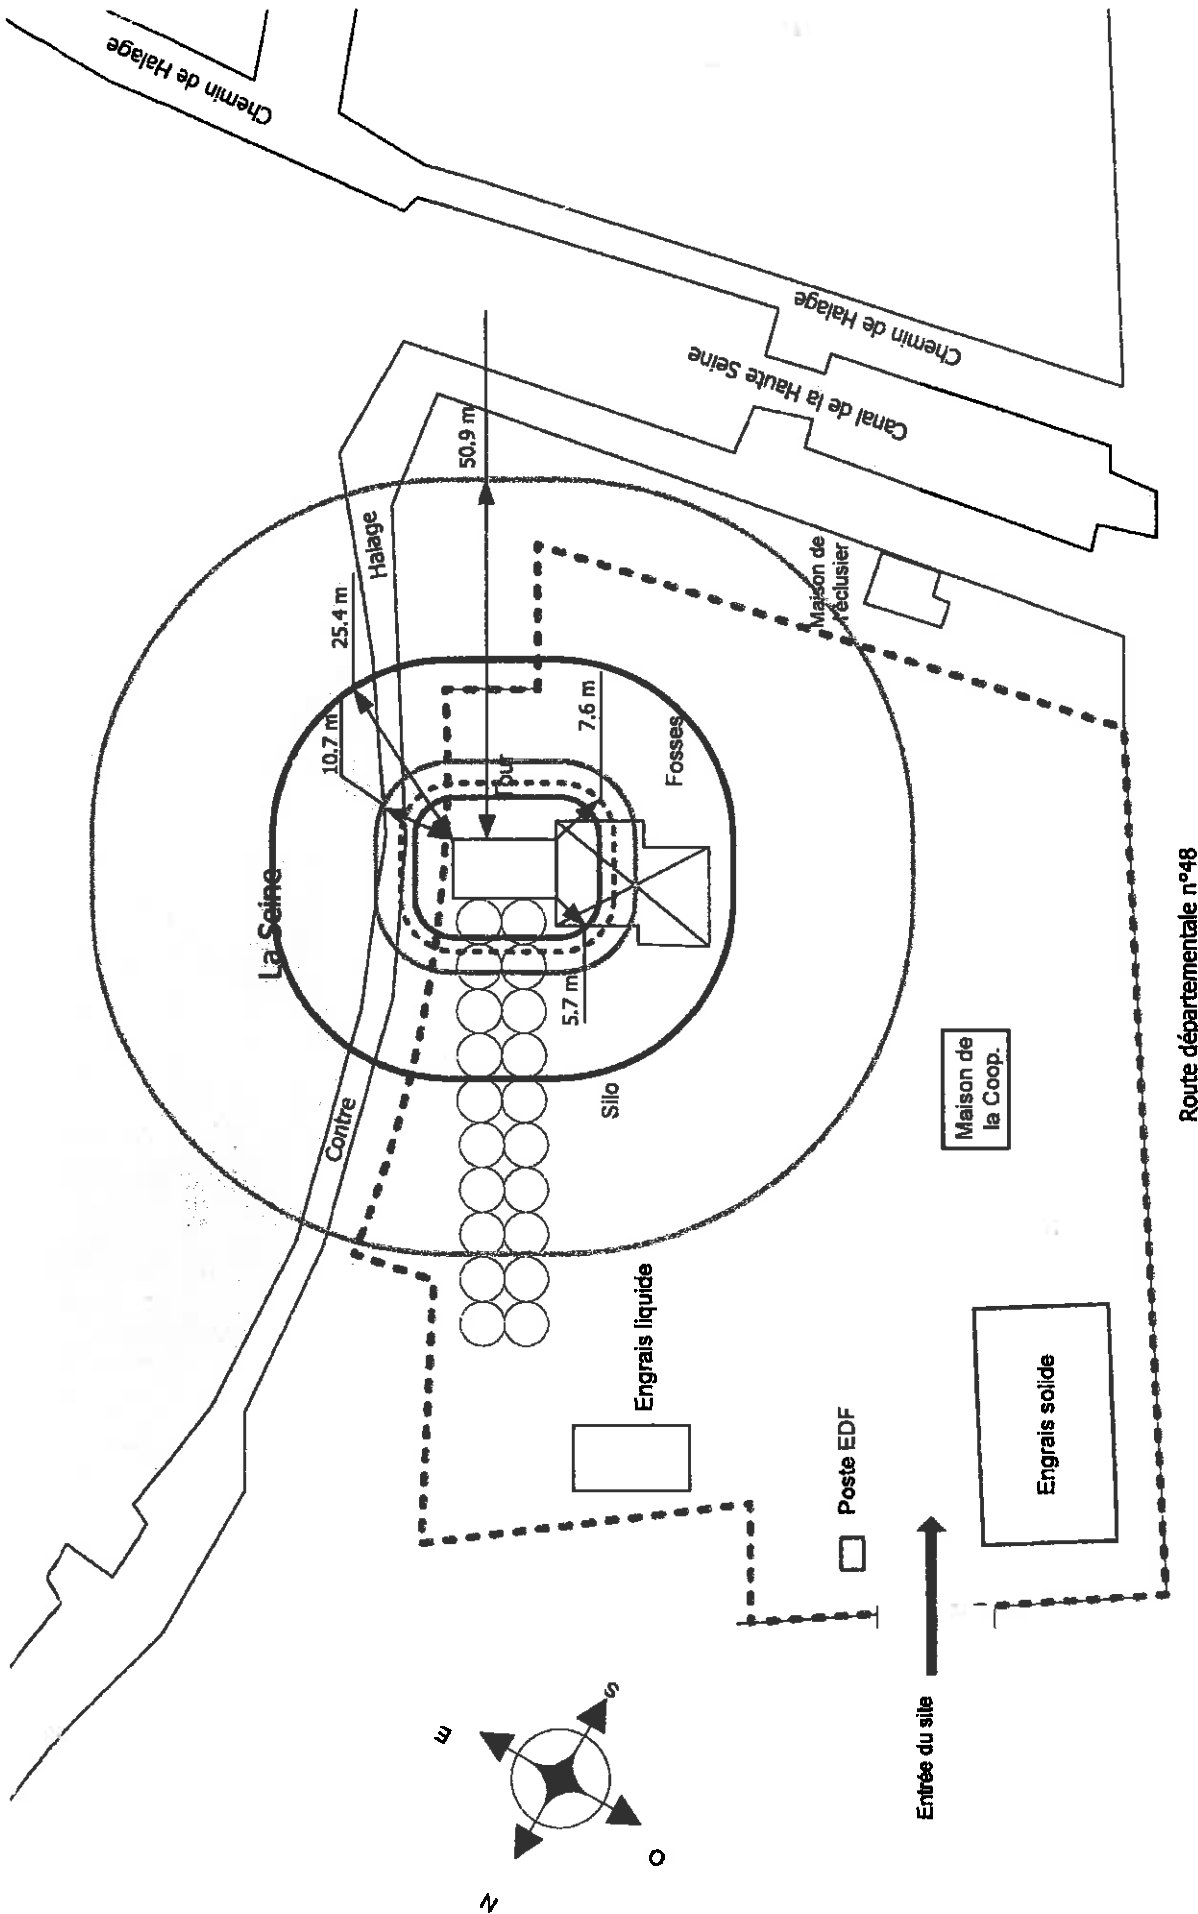 Chemin de Halage
Chemin de Halage
Canal de la Haute Seine
50.9 m
Halage
25.4 m
10.7 m
7.6 m
Maison de
l'éclusier
Tour
Fosses
La Seine
5.7 m
Silo
Contre
Maison de
la Coop.
Route départementale n°48
Engrais liquide
Engrais solide
Poste EDF
Entrée du site
N
E
S
O